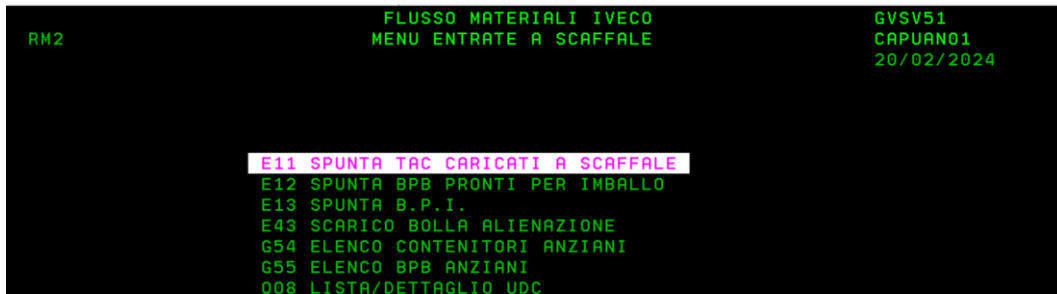 FLUSSO MATERIALI IVECO GVSV51
RM2 MENU ENTRATE A SCAFFALE CAPUAN01
20/02/2024
E11 SPUNTA TAC CARICATI A SCAFFALE
E12 SPUNTA BPB PRONTI PER IMBALLO
E13 SPUNTA B.P.I.
E43 SCARICO BOLLA ALIENAZIONE
G54 ELENCO CONTENITORI ANZIANI
G55 ELENCO BPB ANZIANI
008 LISTA/DETTAGLIO UDC